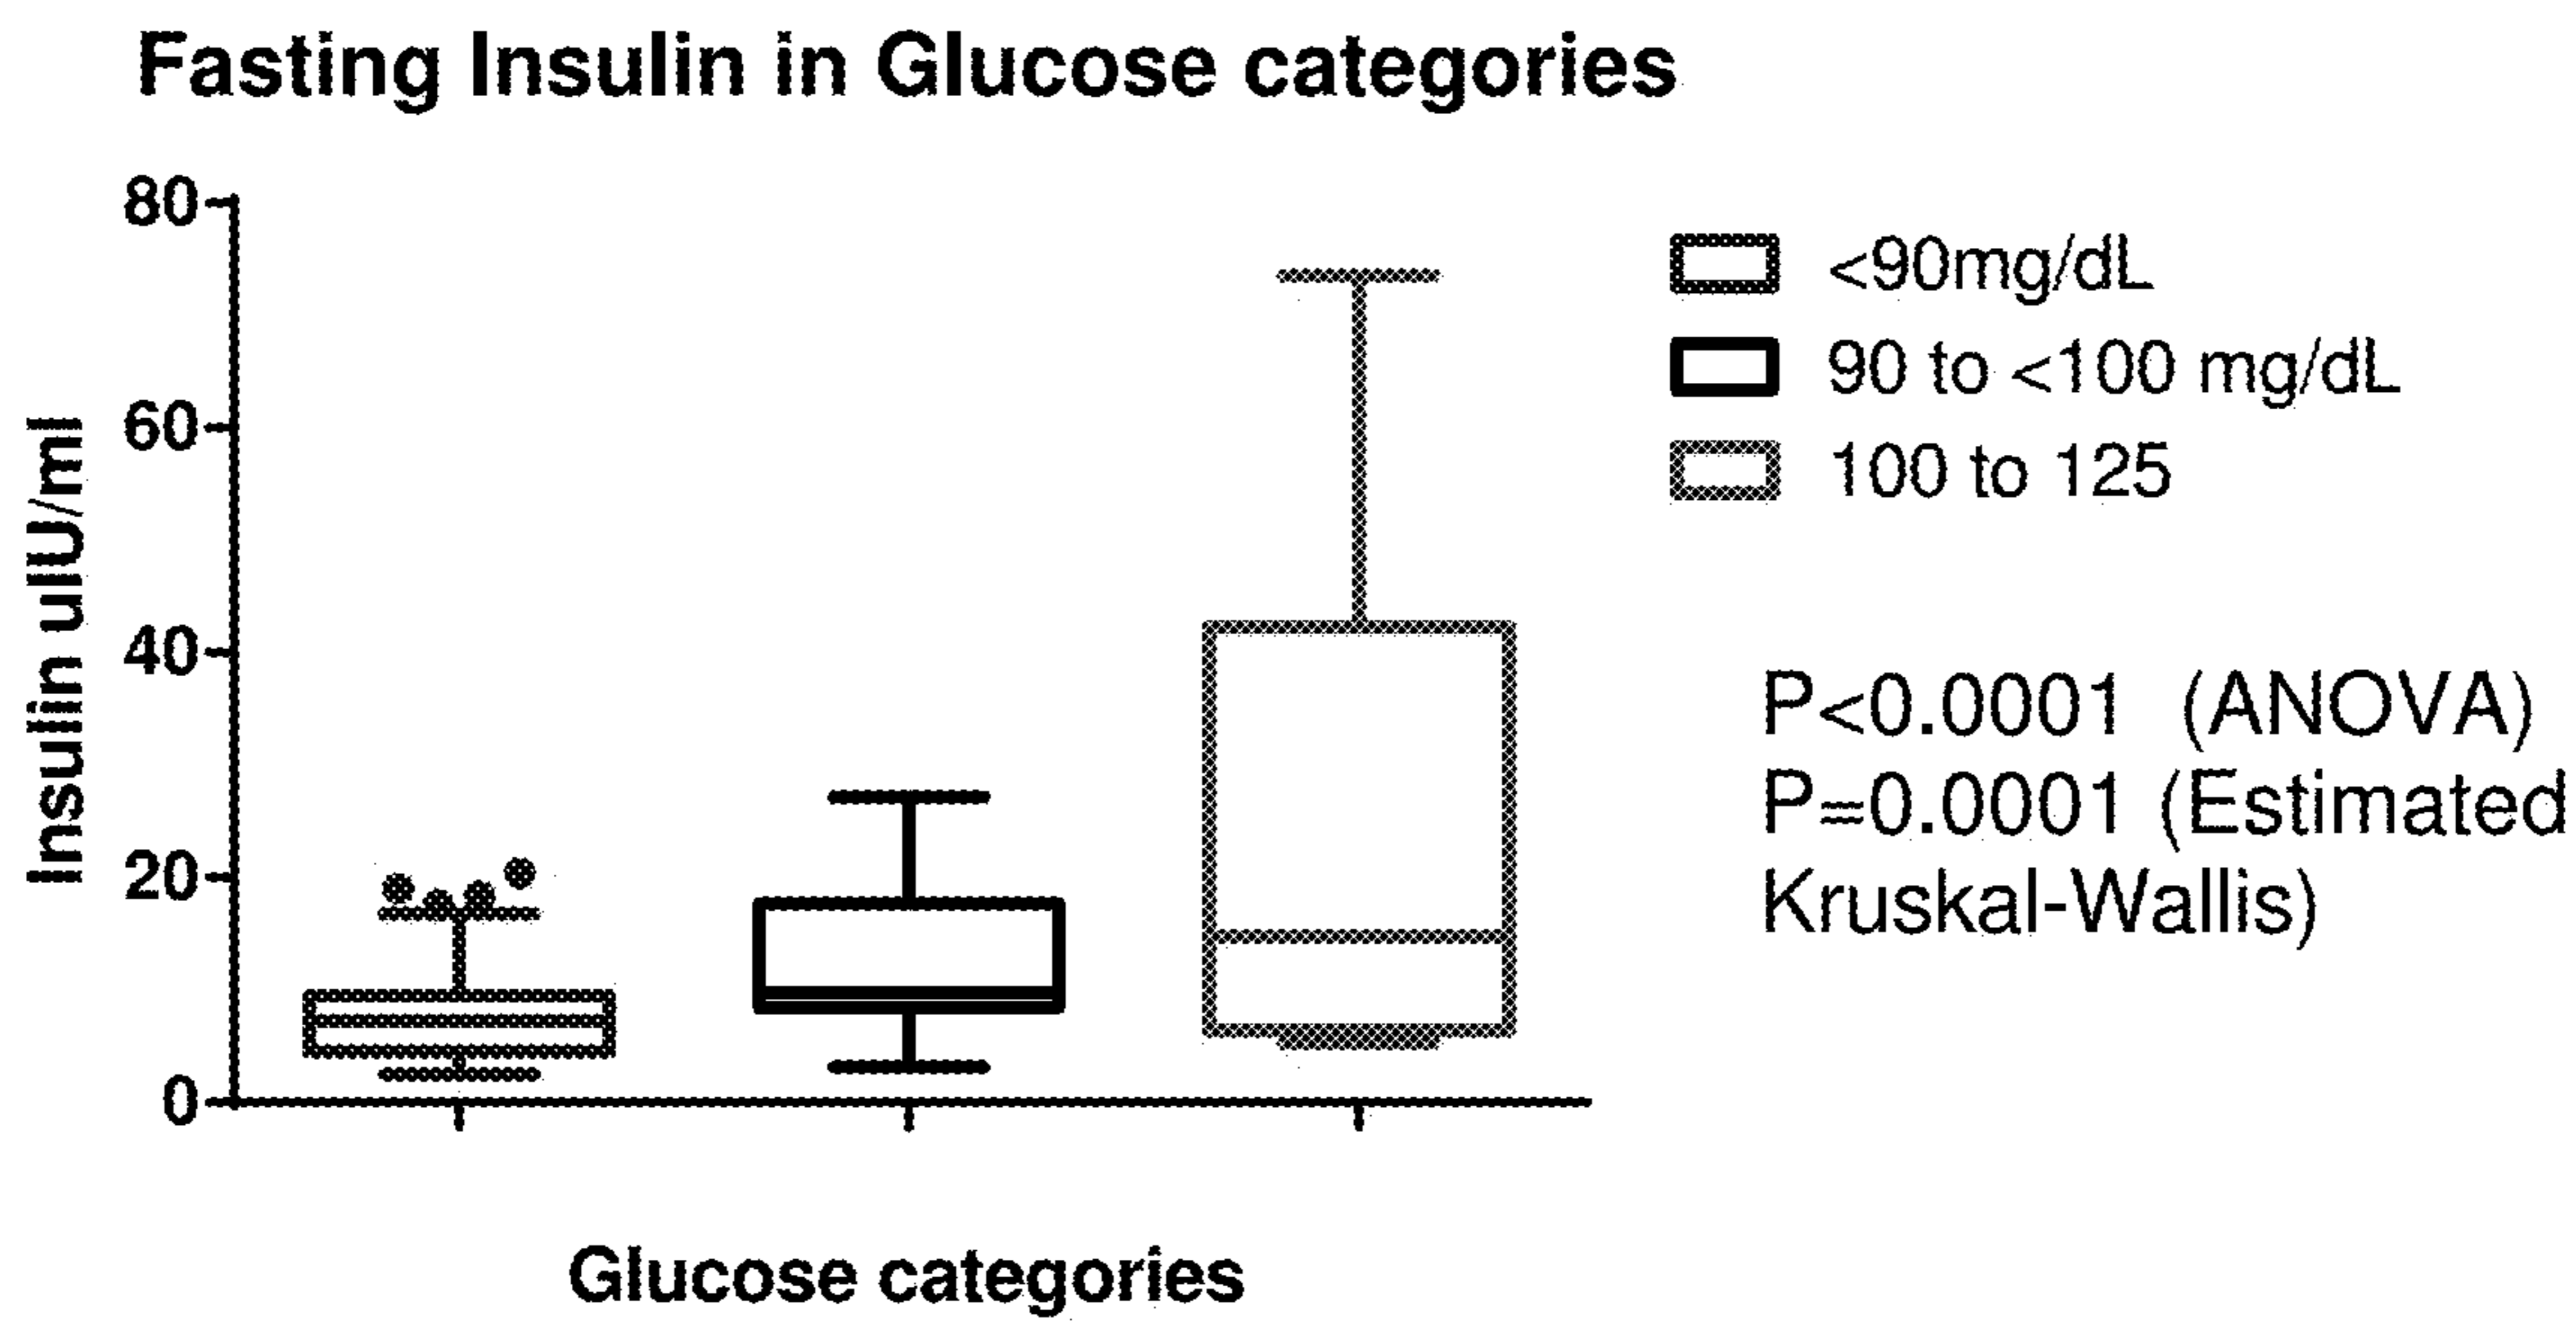 Fasting Insulin in Glucose categories
80
60
40
20
0
Insulin uIU/ml
<90mg/dL
90 to <100 mg/dL
100 to 125
P<0.0001 (ANOVA)
P=0.0001 (Estimated
Kruskal-Wallis)
Glucose categories